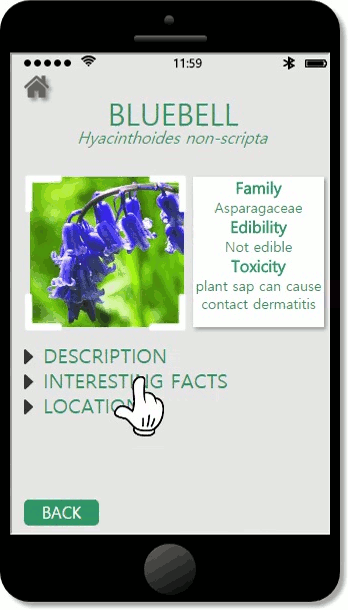 11:59
BLUEBELL
Hyacinthoides non-scripta
Family
Asparagaceae
Edibility
Not edible
Toxicity
plant sap can cause
contact dermatitis
DESCRIPTION
INTERESTING FACTS
LOCATION
BACK